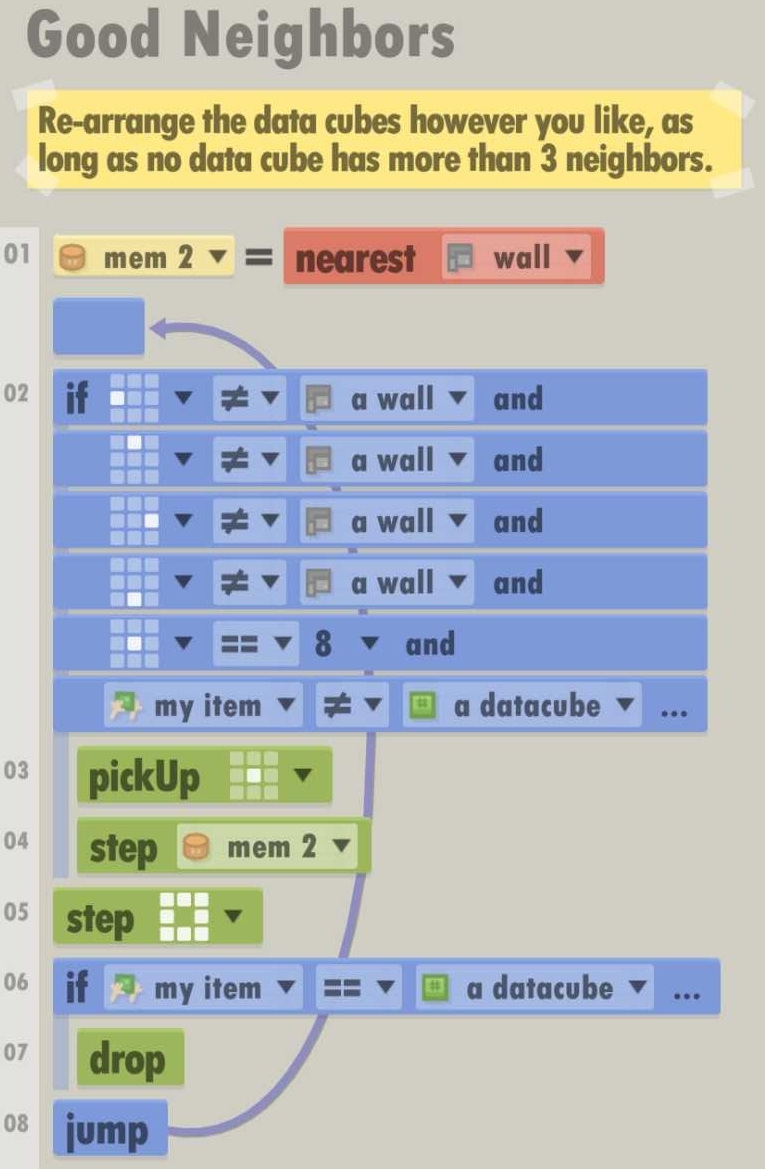 Good Neighbors
Re-arrange the data cubes however you like, as
long as no data cube has more than 3 neighbors.
01 mem 2 = nearest wall
02 if ≠ a wall and
≠ a wall and
≠ a wall and
≠ a wall and
== 8 and
my item ≠ a datacube ...
03 pickUp
04 step mem 2
05 step
06 if my item == a datacube ...
07 drop
08 jump